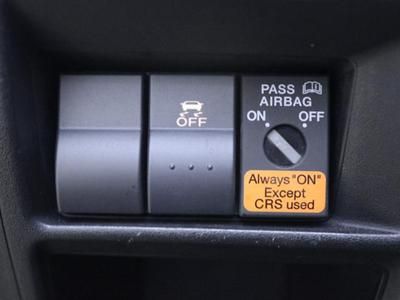 OFF
PASS
AIRBAG
ON OFF
Always "ON"
Except
CRS used